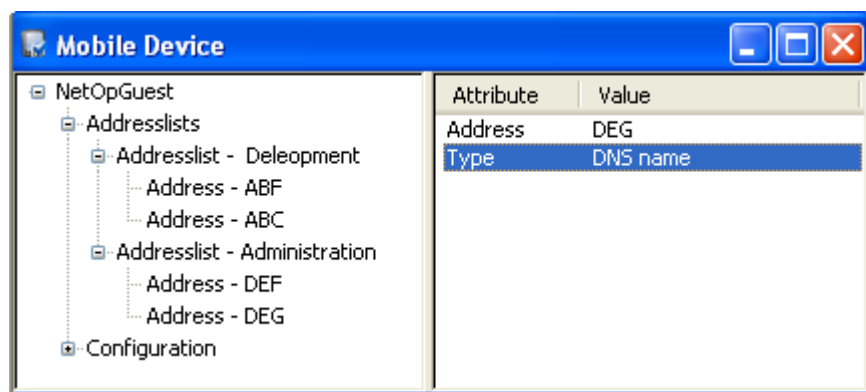 Mobile Device
NetOpGuest
Addresslists
Addresslist - Deleopment
Address - ABF
Address - ABC
Addresslist - Administration
Address - DEF
Address - DEG
Configuration
Attribute Value
Address DEG
Type DNS name